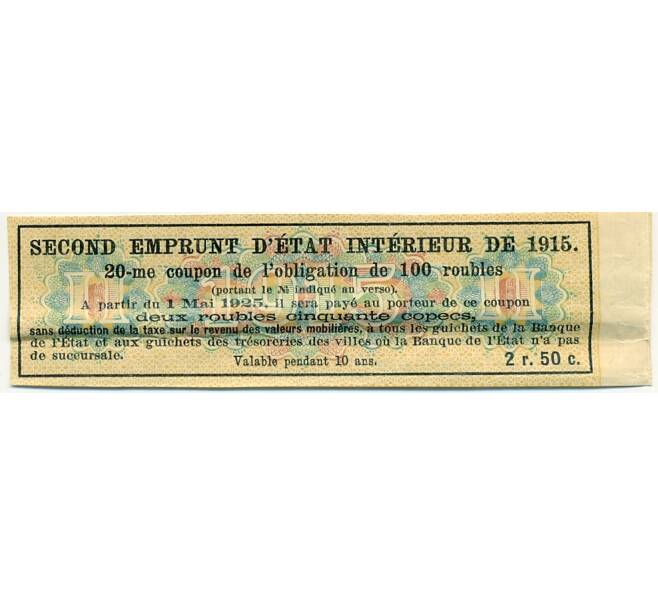 SECOND EMPRUNT D'ÉTAT INTÉRIEUR DE 1915.
20-me coupon de l'obligation de 100 roubles
(portant le № indiqué au verso).
A partir du 1 Mai 1925, il sera payé au porteur de ce coupon
deux roubles cinquante copecs,
sans déduction de la taxe sur le revenu des valeurs mobilières, à tous les guichets de la Banque
de l'État et aux guichets des trésoreries des villes où la Banque de l'État n'a pas
de succursale. Valable pendant 10 ans. 2 r. 50 c.